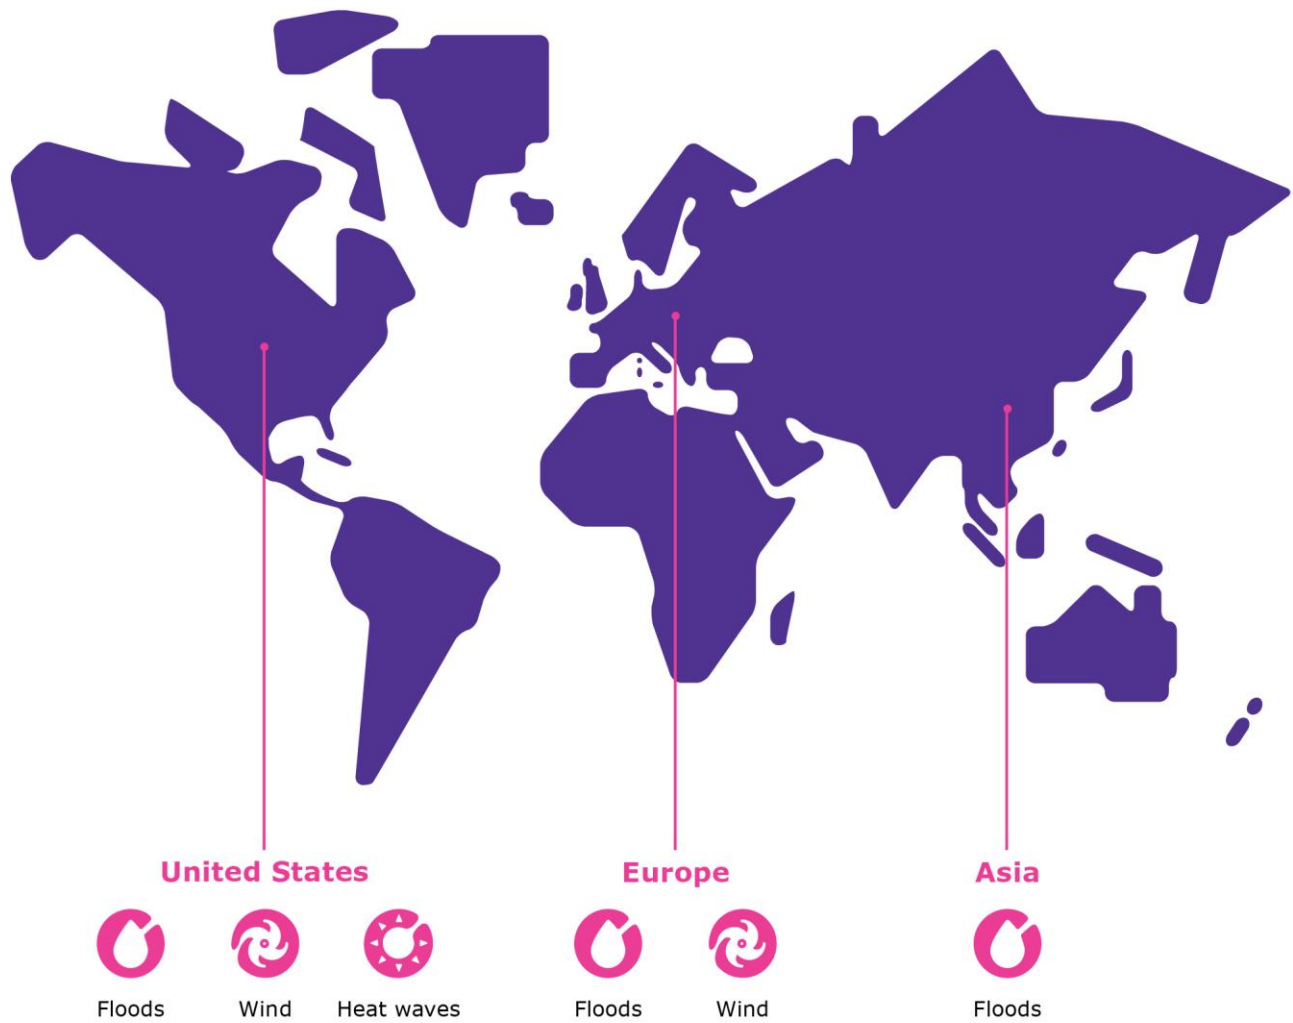 United States
Europe
Asia
Floods
Wind
Heat waves
Floods
Wind
Floods